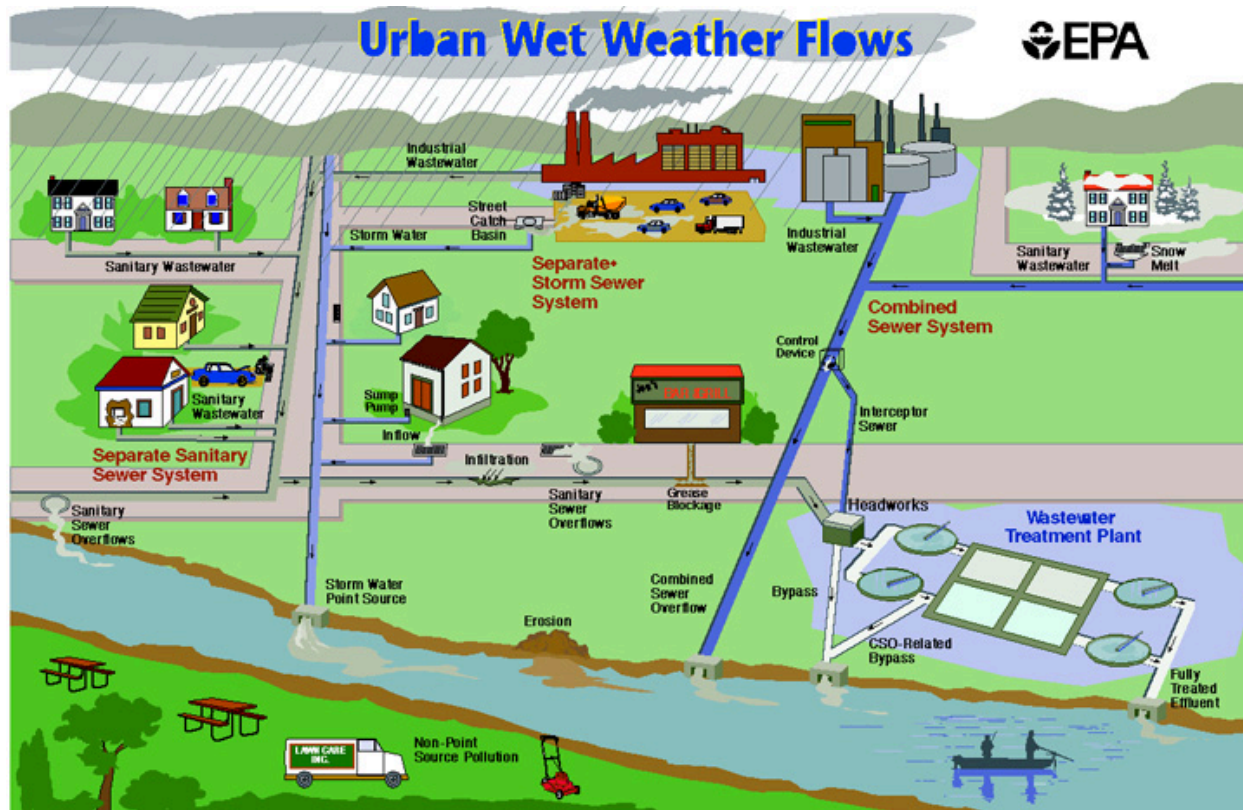 Urban Wet Weather Flows
EPA
Industrial
Wastewater
Street
Catch
Basin
Storm Water
Sanitary Wastewater
Separate•
Storm Sewer
System
Industrial
Wastewater
Sanitary
Wastewater
Snow
Melt
Combined
Sewer System
Control
Device
Sanitary
Wastewater
Sump
Pump
Inflow
BAR GRILL
Interceptor
Sewer
Separate Sanitary
Sewer System
Infiltration
Sanitary
Sewer
Overflows
Sanitary
Sewer
Overflows
Grease
Blockage
Headworks
Wastewater
Treatment Plant
Storm Water
Point Source
Erosion
Combined
Sewer
Overflow
Bypass
CSO-Related
Bypass
Fully
Treated
Effluent
LAWN CARE
INC.
Non-Point
Source Pollution